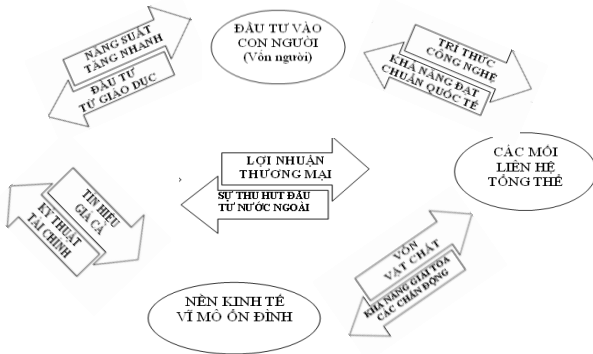 NĂNG SUẤT
TĂNG NHANH
ĐẦU TƯ
TỪ GIÁO DỤC
ĐẦU TƯ VÀO
CON NGƯỜI
(Vốn người)
TRI THỨC
CÔNG NGHỆ
KHẢ NĂNG ĐẠT
CHUẨN QUỐC TẾ
LỢI NHUẬN
THƯƠNG MẠI
SỰ THU HÚT ĐẦU
TƯ NƯỚC NGOÀI
CÁC MỐI
LIÊN HỆ
TỔNG THỂ
TÍN HIỆU
GIÁ CẢ
KỸ THUẬT
TÀI CHÍNH
VỐN
VẬT CHẤT
KHẢ NĂNG GIẢI TỎA
CÁC CHẤN ĐỘNG
NỀN KINH TẾ
VĨ MÔ ỔN ĐỊNH